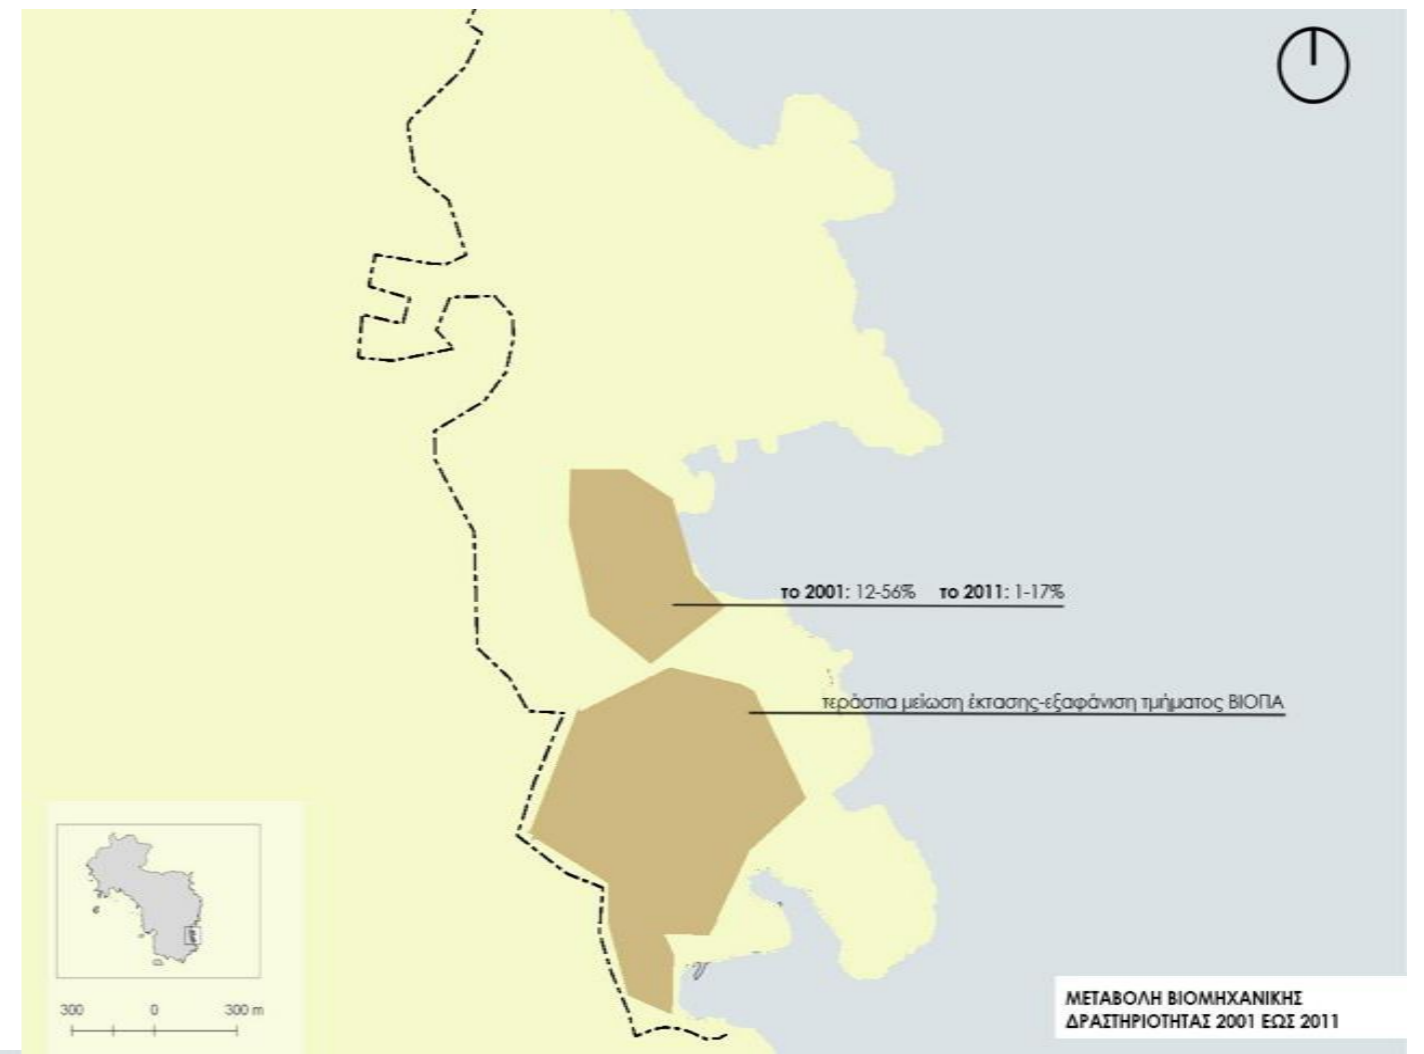 το 2001: 12-56% το 2011: 1-17%
τεράστια μείωση έκτασης-εξαφάνιση τμήματος ΒΙΟΠΑ
300 0 300 m
ΜΕΤΑΒΟΛΗ ΒΙΟΜΗΧΑΝΙΚΗΣ
ΔΡΑΣΤΗΡΙΟΤΗΤΑΣ 2001 ΕΩΣ 2011